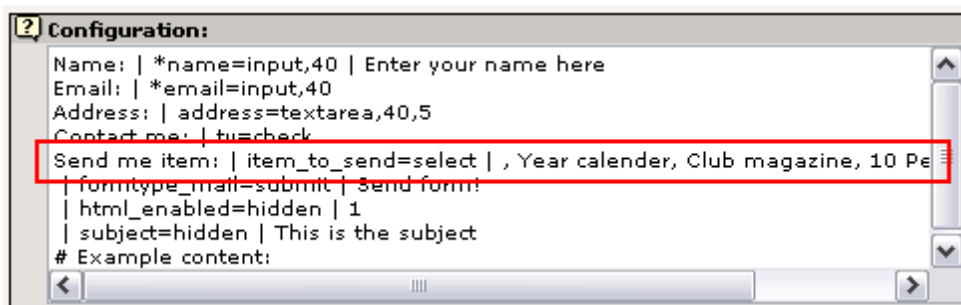 Configuration:
Name: | *name=input,40 | Enter your name here
Email: | *email=input,40
Address: | address=textarea,40,5
Contact me: | tv=check
Send me item: | item_to_send=select | , Year calender, Club magazine, 10 Pe
| formtype_mail=submit | Send form!
| html_enabled=hidden | 1
| subject=hidden | This is the subject
# Example content: